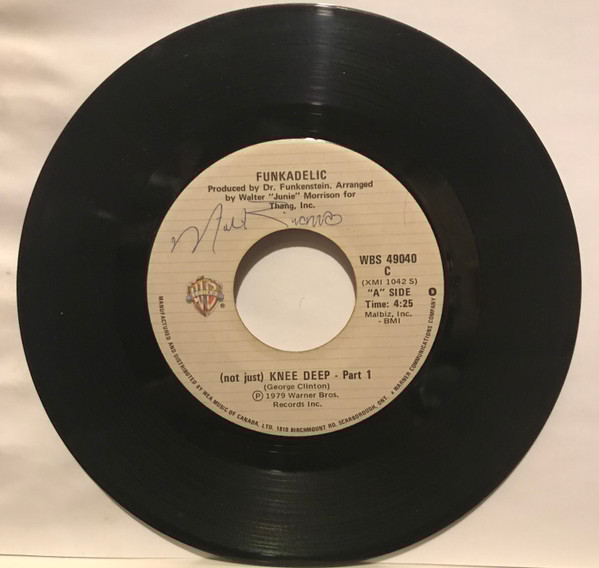 FUNKADELIC
Produced by Dr. Funkenstein. Arranged
by Walter "Junie" Morrison for
Thang, Inc.
WBS 49040
C
(XMI 1042 S)
"A" SIDE
Time: 4:25
Malbiz, Inc.
- BMI
WB
®
(not just) KNEE DEEP - Part 1
(George Clinton)
Ⓟ 1979 Warner Bros.
Records Inc.
MANUFACTURED AND DISTRIBUTED BY WEA MUSIC OF CANADA, LTD. 1810 BIRCHMOUNT RD. SCARBOROUGH, ONT. A WARNER COMMUNICATIONS COMPANY